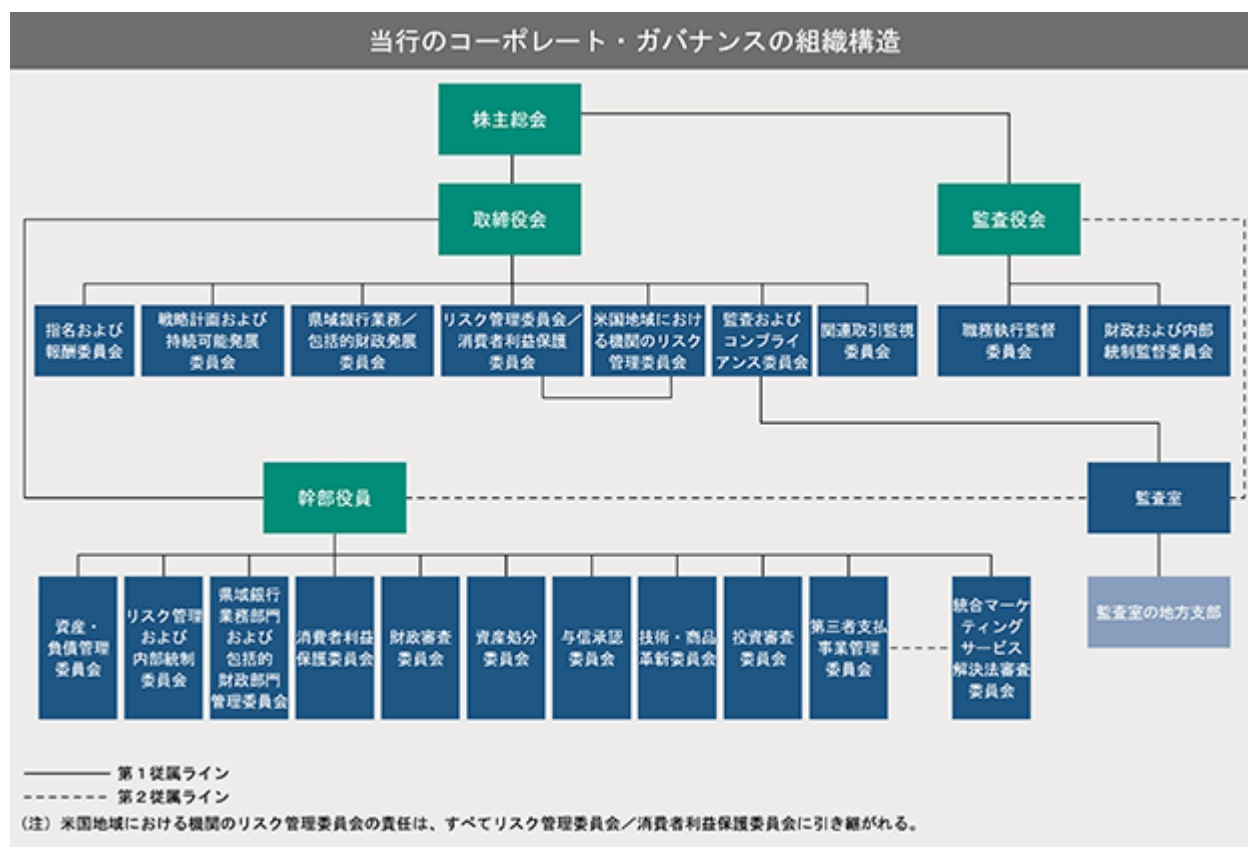 当行のコーポレート・ガバナンスの組織構造
株主総会
取締役会
監査役会
指名および
報酬委員会
戦略計画および
持続可能発展
委員会
県域銀行業務／
包括的財政発展
委員会
リスク管理委員会／
消費者利益保護
委員会
米国地域におけ
る機関のリスク
管理委員会
監査および
コンプライ
アンス委員会
関連取引監視
委員会
職務執行監督
委員会
財政および内部
統制監督委員会
幹部役員
監査室
資産・
負債管理
委員会
リスク管理
および
内部統制
委員会
県域銀行
業務部門
および
包括的
財政部門
管理委員会
消費者利益
保護委員会
財政審査
委員会
資産処分
委員会
与信承認
委員会
技術・商品
革新委員会
投資審査
委員会
第三者支払
事業管理
委員会
統合マーケ
ティング
サービス
解決法審査
委員会
監査室の地方支部
第１従属ライン
第２従属ライン
（注）米国地域における機関のリスク管理委員会の責任は、すべてリスク管理委員会／消費者利益保護委員会に引き継がれる。